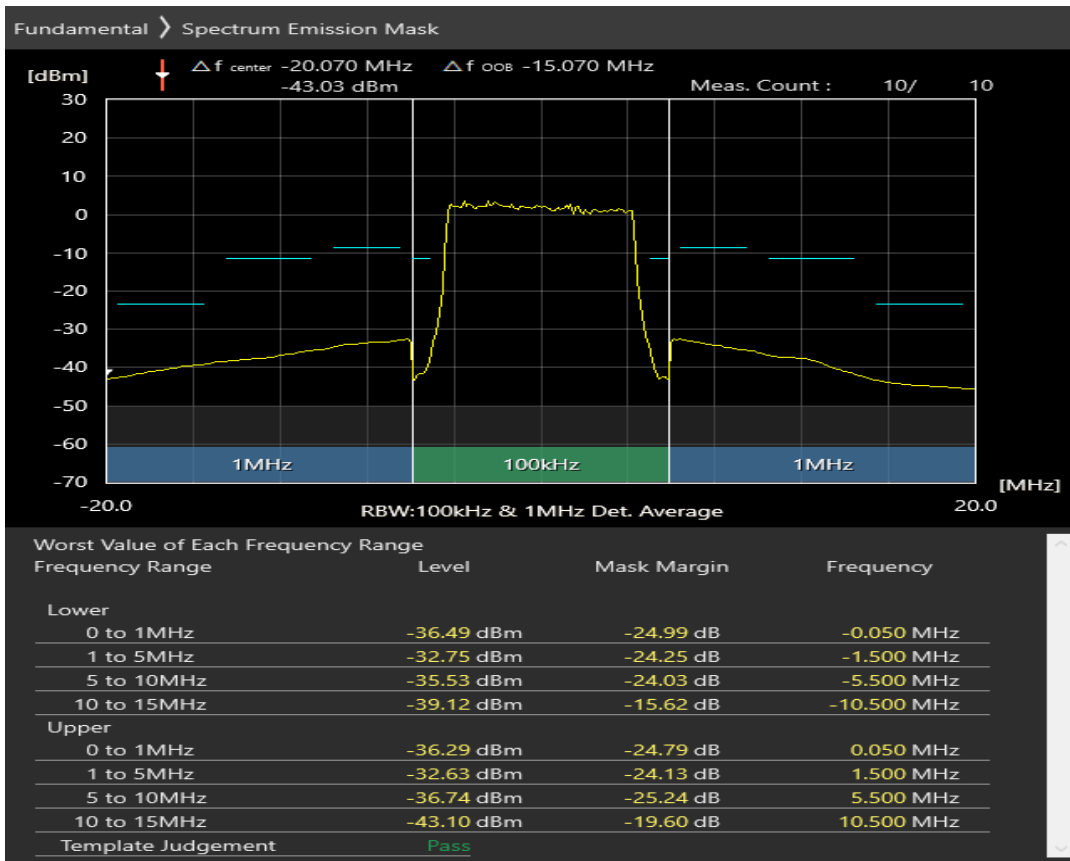 Fundamental ❯ Spectrum Emission Mask
[dBm] △f center -20.070 MHz △f OOB -15.070 MHz
-43.03 dBm Meas. Count : 10/ 10
30
20
10
0
-10
-20
-30
-40
-50
-60
-70
1MHz 100kHz 1MHz
[MHz]
-20.0 RBW:100kHz & 1MHz Det. Average 20.0
Worst Value of Each Frequency Range
Frequency Range Level Mask Margin Frequency
Lower
0 to 1MHz -36.49 dBm -24.99 dB -0.050 MHz
1 to 5MHz -32.75 dBm -24.25 dB -1.500 MHz
5 to 10MHz -35.53 dBm -24.03 dB -5.500 MHz
10 to 15MHz -39.12 dBm -15.62 dB -10.500 MHz
Upper
0 to 1MHz -36.29 dBm -24.79 dB 0.050 MHz
1 to 5MHz -32.63 dBm -24.13 dB 1.500 MHz
5 to 10MHz -36.74 dBm -25.24 dB 5.500 MHz
10 to 15MHz -43.10 dBm -19.60 dB 10.500 MHz
Template Judgement Pass